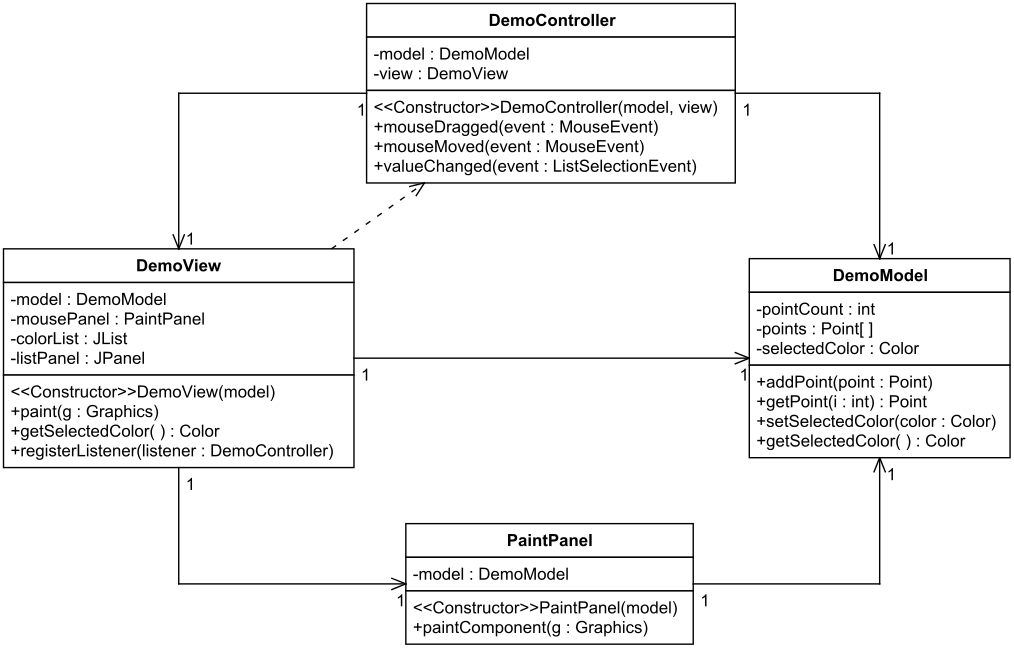 DemoController
-model : DemoModel
-view : DemoView
<<Constructor>>DemoController(model, view)
+mouseDragged(event : MouseEvent)
+mouseMoved(event : MouseEvent)
+valueChanged(event : ListSelectionEvent)
1
1
1
1
DemoView
-model : DemoModel
-mousePanel : PaintPanel
-colorList : JList
-listPanel : JPanel
<<Constructor>>DemoView(model)
+paint(g : Graphics)
+getSelectedColor( ) : Color
+registerListener(listener : DemoController)
1
1
DemoModel
-pointCount : int
-points : Point[ ]
-selectedColor : Color
+addPoint(point : Point)
+getPoint(i : int) : Point
+setSelectedColor(color : Color)
+getSelectedColor( ) : Color
1
1
PaintPanel
-model : DemoModel
<<Constructor>>PaintPanel(model)
+paintComponent(g : Graphics)
1
1